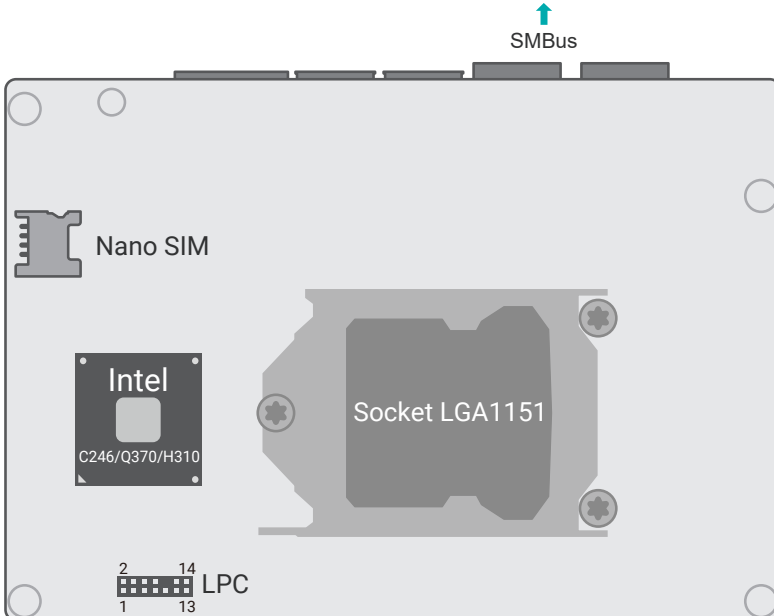 SMBus
Nano SIM
Intel
C246/Q370/H310
Socket LGA1151
2 14
LPC
1 13